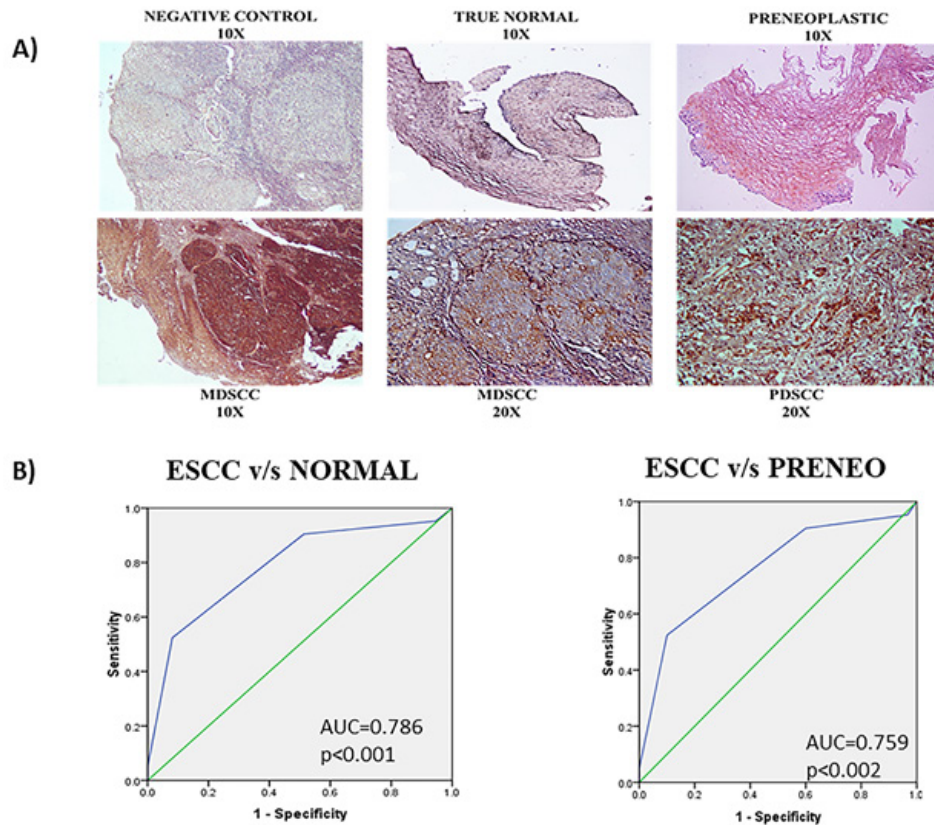 A)
NEGATIVE CONTROL
10X
TRUE NORMAL
10X
PRENEOPLASTIC
10X
MDSCC
10X
MDSCC
20X
PDSCC
20X
B)
ESCC v/s NORMAL
Sensitivity
1.0
0.8
0.6
0.4
0.2
0.0
AUC=0.786
p<0.001
0.0 0.2 0.4 0.6 0.8 1.0
1 - Specificity
ESCC v/s PRENEO
Sensitivity
1.0
0.8
0.6
0.4
0.2
0.0
AUC=0.759
p<0.002
0.0 0.2 0.4 0.6 0.8 1.0
1 - Specificity